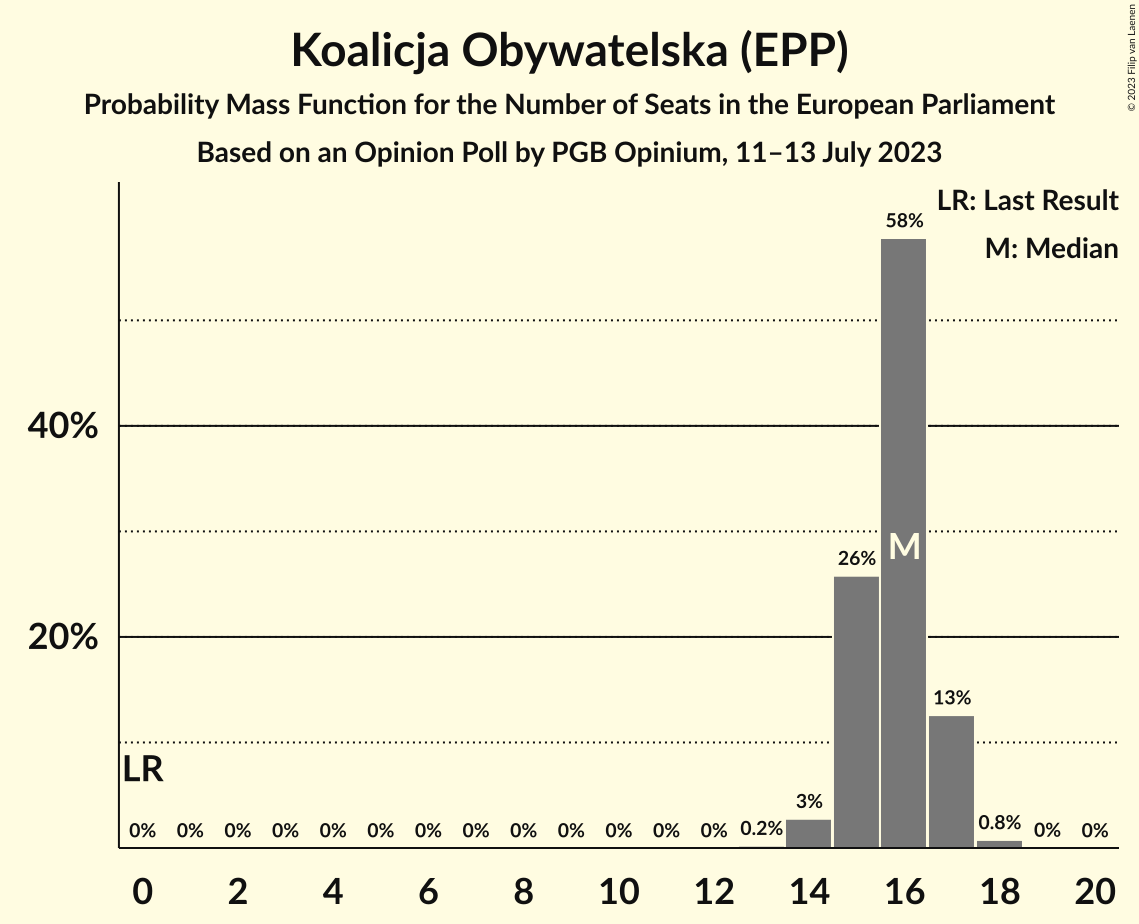 Koalicja Obywatelska (EPP)
Probability Mass Function for the Number of Seats in the European Parliament
Based on an Opinion Poll by PGB Opinium, 11–13 July 2023
© 2023 Filip van Laenen
LR: Last Result
M: Median
58%
40%
M
26%
20%
13%
LR
3%
0% 0% 0% 0% 0% 0% 0% 0% 0% 0% 0% 0% 0% 0.2% 0.8% 0% 0%
0 2 4 6 8 10 12 14 16 18 20